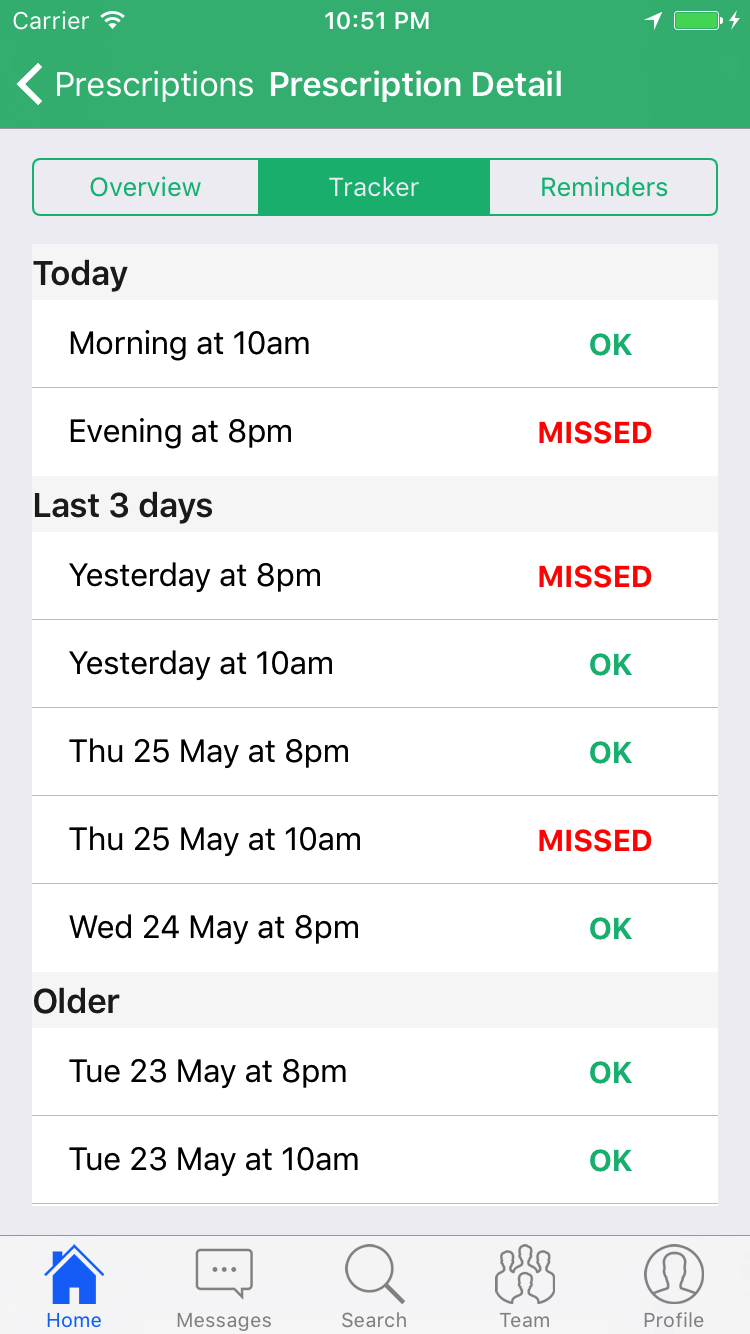 Carrier 10:51 PM
Prescriptions Prescription Detail
Overview Tracker Reminders
Today
Morning at 10am OK
Evening at 8pm MISSED
Last 3 days
Yesterday at 8pm MISSED
Yesterday at 10am OK
Thu 25 May at 8pm OK
Thu 25 May at 10am MISSED
Wed 24 May at 8pm OK
Older
Tue 23 May at 8pm OK
Tue 23 May at 10am OK
Home Messages Search Team Profile